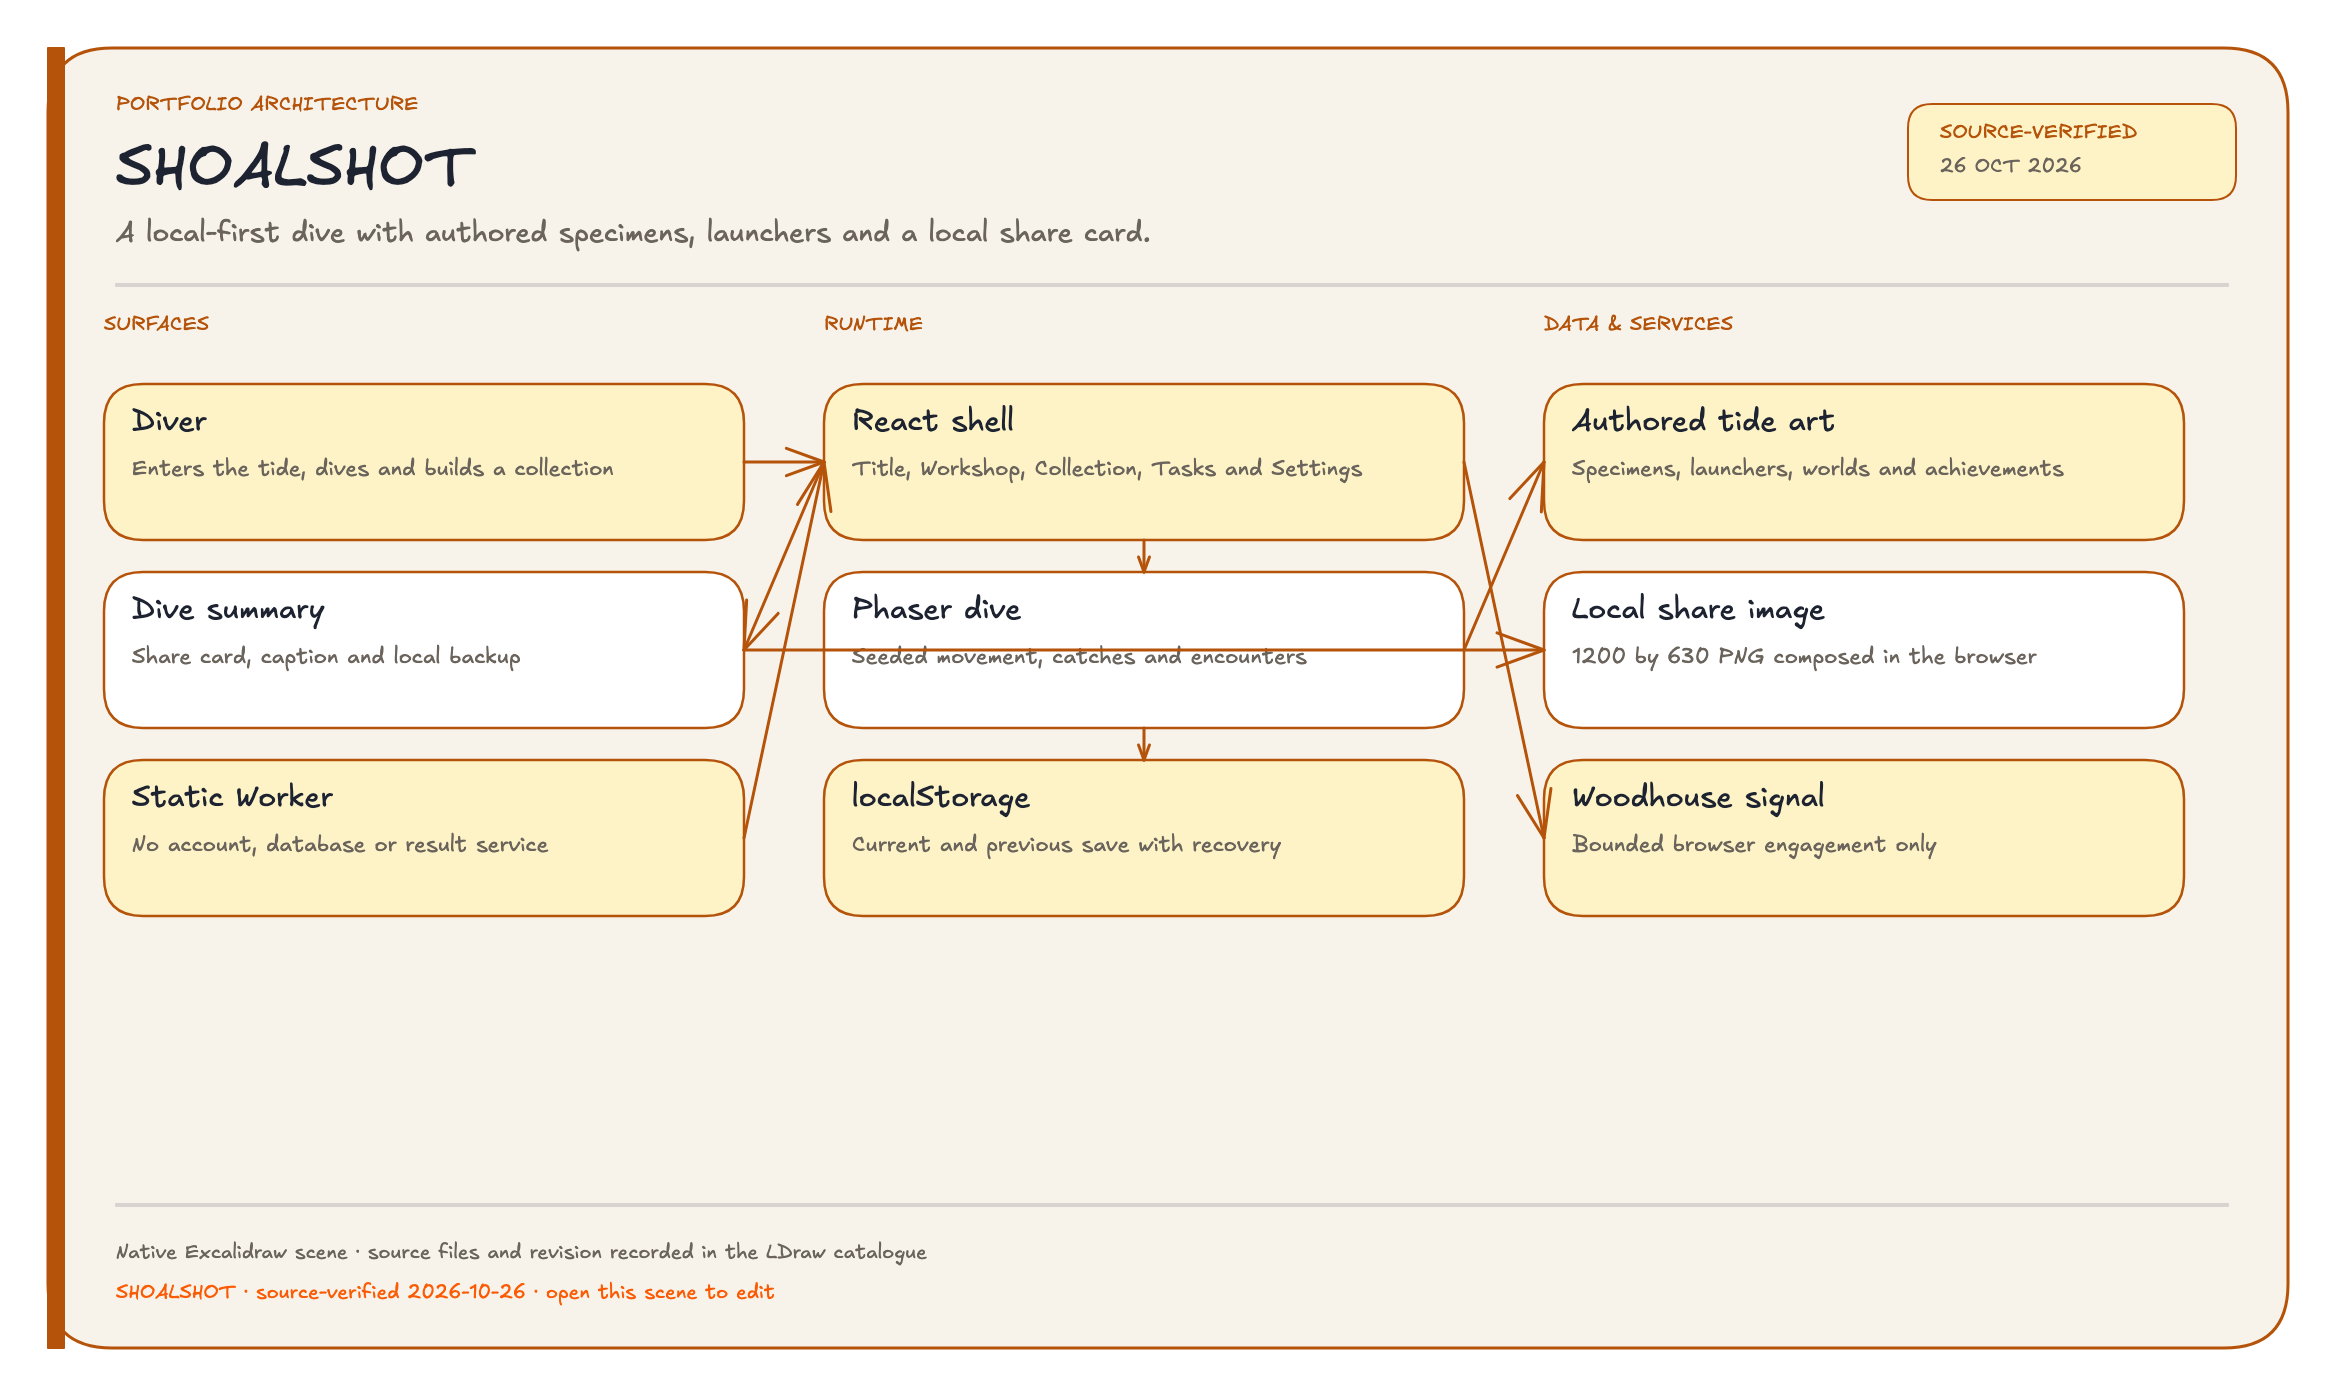 PORTFOLIO ARCHITECTURE
SHOALSHOT
A local-first dive with authored specimens, launchers and a local share card.
SOURCE-VERIFIED
26 OCT 2026
SURFACES
RUNTIME
DATA & SERVICES
Diver
Enters the tide, dives and builds a collection
React shell
Title, Workshop, Collection, Tasks and Settings
Authored tide art
Specimens, launchers, worlds and achievements
Dive summary
Share card, caption and local backup
Phaser dive
Seeded movement, catches and encounters
Local share image
1200 by 630 PNG composed in the browser
Static Worker
No account, database or result service
localStorage
Current and previous save with recovery
Woodhouse signal
Bounded browser engagement only
Native Excalidraw scene · source files and revision recorded in the LDraw catalogue
SHOALSHOT · source-verified 2026-10-26 · open this scene to edit